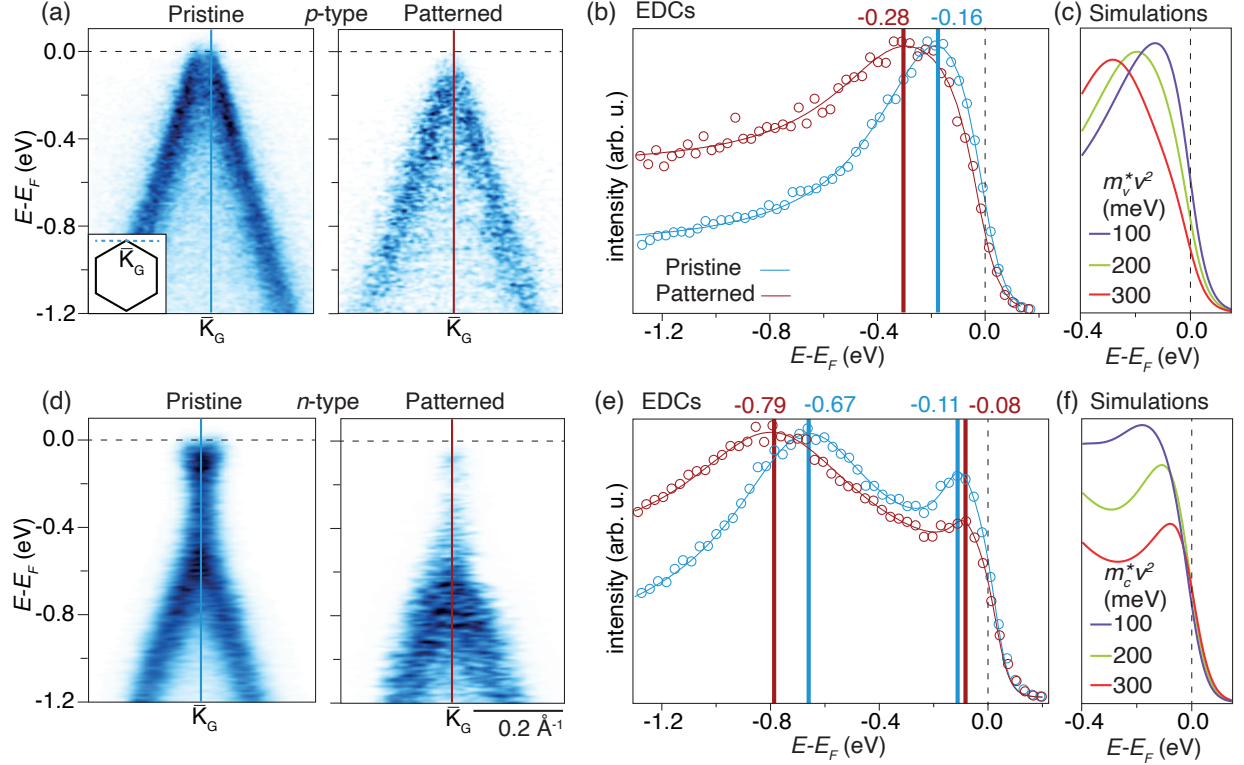 (a) Pristine p-type Patterned
E-E_F (eV)
0.0
-0.4
-0.8
-1.2
K̅_G
K̅_G
K̅_G
(b) EDCs
-0.28 -0.16
intensity (arb. u.)
Pristine
Patterned
-1.2 -0.8 -0.4 0.0
E-E_F (eV)
(c) Simulations
m_v^*v^2
(meV)
100
200
300
-0.4 0.0
E-E_F (eV)
(d) Pristine n-type Patterned
E-E_F (eV)
0.0
-0.4
-0.8
-1.2
K̅_G
K̅_G
0.2 Å^-1
(e) EDCs
-0.79 -0.67 -0.11 -0.08
intensity (arb. u.)
-1.2 -0.8 -0.4 0.0
E-E_F (eV)
(f) Simulations
m_c^*v^2
(meV)
100
200
300
-0.4 0.0
E-E_F (eV)